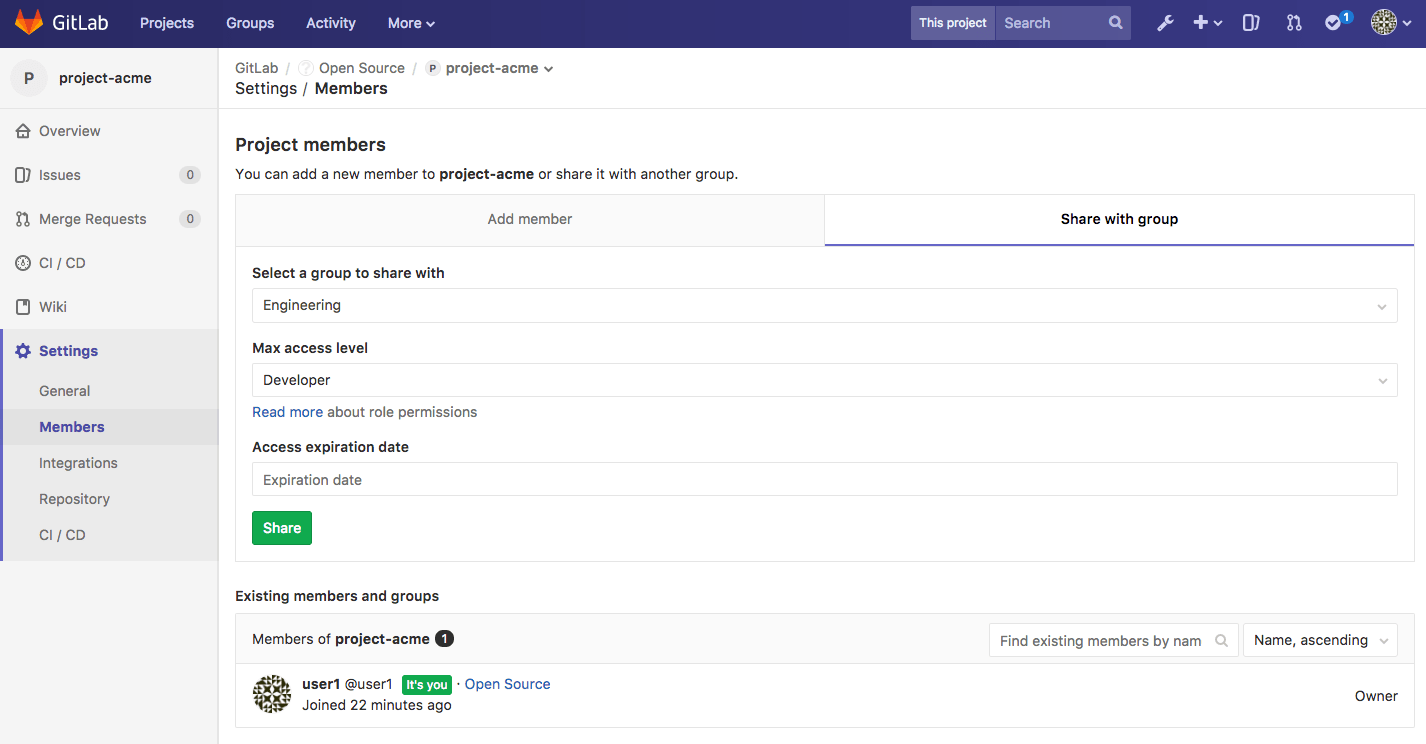 GitLab Projects Groups Activity More This project Search 1
P project-acme
Overview
Issues 0
Merge Requests 0
CI / CD
Wiki
Settings
General
Members
Integrations
Repository
CI / CD
GitLab / Open Source / P project-acme
Settings / Members
Project members
You can add a new member to project-acme or share it with another group.
Add member Share with group
Select a group to share with
Engineering
Max access level
Developer
Read more about role permissions
Access expiration date
Expiration date
Share
Existing members and groups
Members of project-acme 1 Find existing members by nam Name, ascending
user1 @user1 It's you · Open Source
Joined 22 minutes ago
Owner